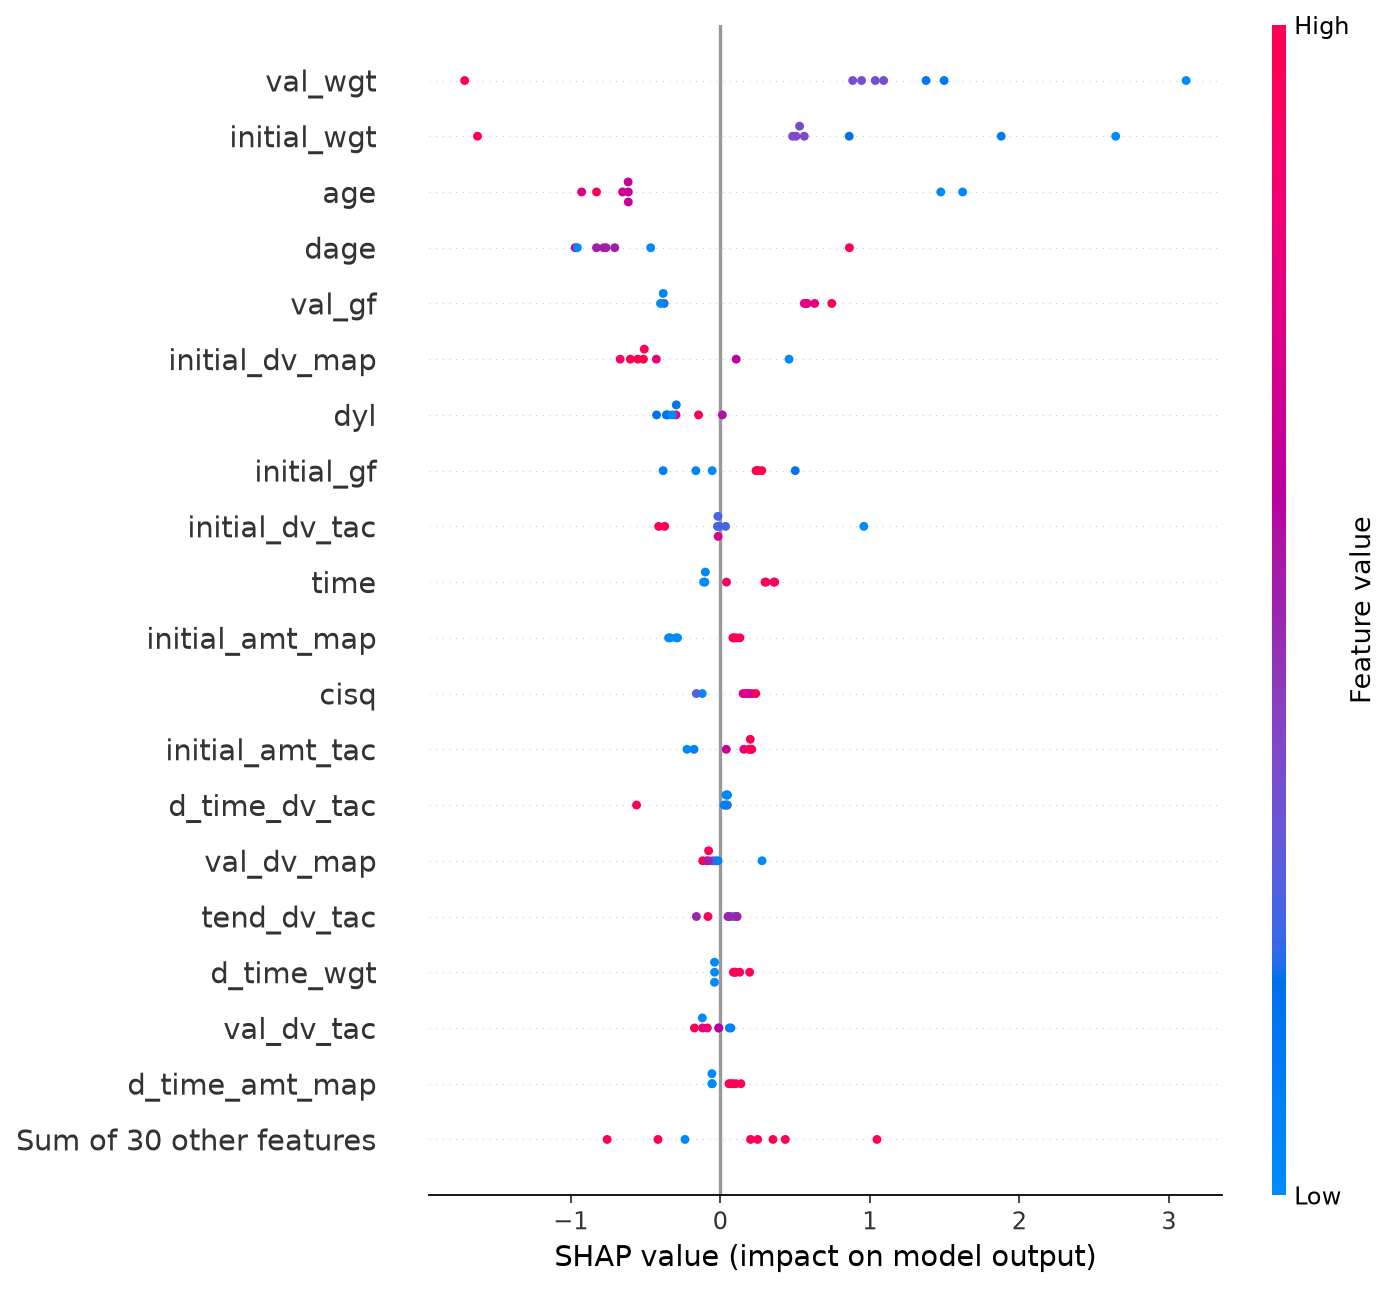 High
val_wgt
initial_wgt
age
dage
val_gf
initial_dv_map
dyl
initial_gf
initial_dv_tac
time
initial_amt_map
cisq
initial_amt_tac
d_time_dv_tac
val_dv_map
tend_dv_tac
d_time_wgt
val_dv_tac
d_time_amt_map
Sum of 30 other features
Feature value
Low
−1 0 1 2 3
SHAP value (impact on model output)